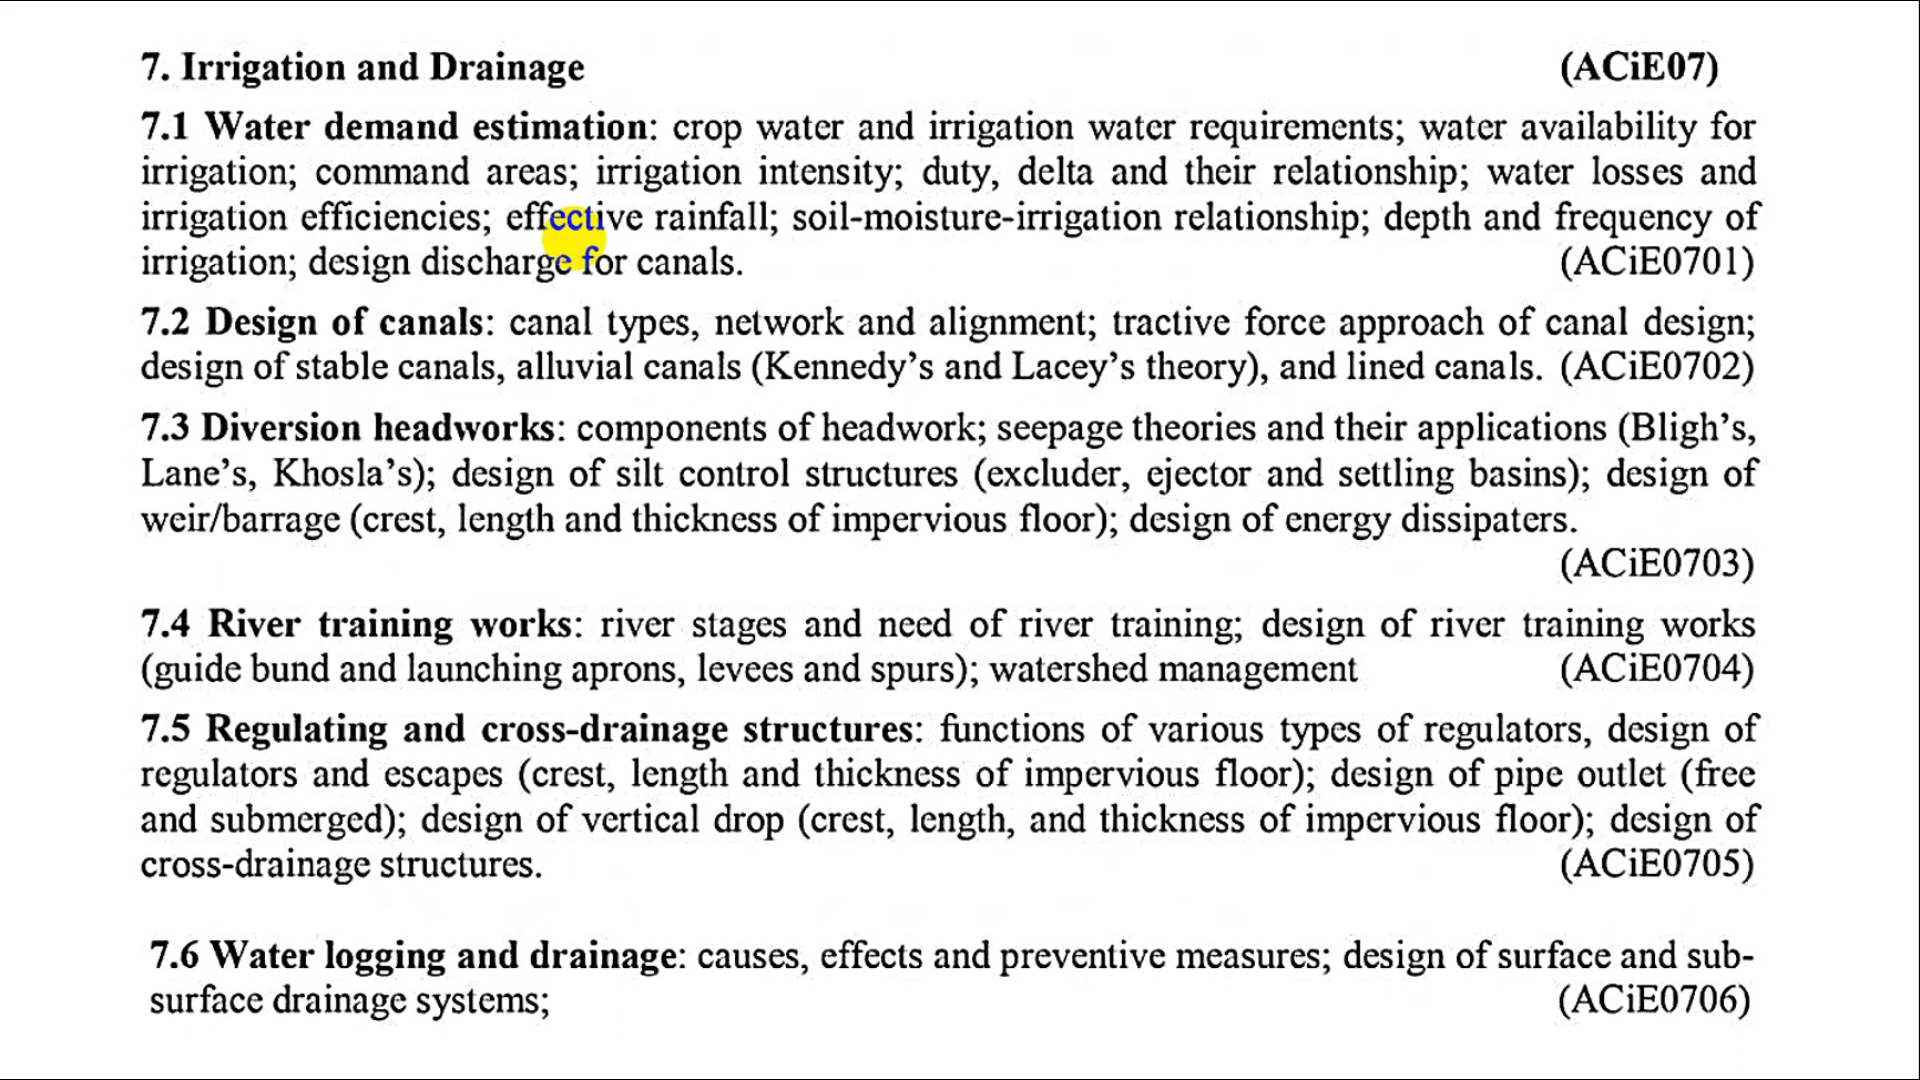 7. Irrigation and Drainage (ACiE07)
7.1 Water demand estimation: crop water and irrigation water requirements; water availability for
irrigation; command areas; irrigation intensity; duty, delta and their relationship; water losses and
irrigation efficiencies; effective rainfall; soil-moisture-irrigation relationship; depth and frequency of
irrigation; design discharge for canals. (ACiE0701)
7.2 Design of canals: canal types, network and alignment; tractive force approach of canal design;
design of stable canals, alluvial canals (Kennedy's and Lacey's theory), and lined canals. (ACiE0702)
7.3 Diversion headworks: components of headwork; seepage theories and their applications (Bligh's,
Lane's, Khosla's); design of silt control structures (excluder, ejector and settling basins); design of
weir/barrage (crest, length and thickness of impervious floor); design of energy dissipaters.
(ACiE0703)
7.4 River training works: river stages and need of river training; design of river training works
(guide bund and launching aprons, levees and spurs); watershed management (ACiE0704)
7.5 Regulating and cross-drainage structures: functions of various types of regulators, design of
regulators and escapes (crest, length and thickness of impervious floor); design of pipe outlet (free
and submerged); design of vertical drop (crest, length, and thickness of impervious floor); design of
cross-drainage structures. (ACiE0705)
7.6 Water logging and drainage: causes, effects and preventive measures; design of surface and sub-
surface drainage systems; (ACiE0706)